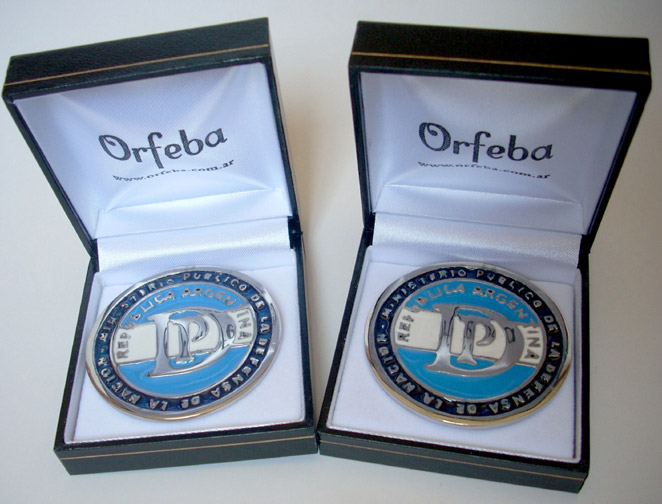 Orfeba
www.orfeba.com.ar
MINISTERIO PUBLICO DE LA DEFENSA DE LA NACION
REPUBLICA ARGENTINA
DP
Orfeba
www.orfeba.com.ar
MINISTERIO PUBLICO DE LA DEFENSA DE LA NACION
REPUBLICA ARGENTINA
DP